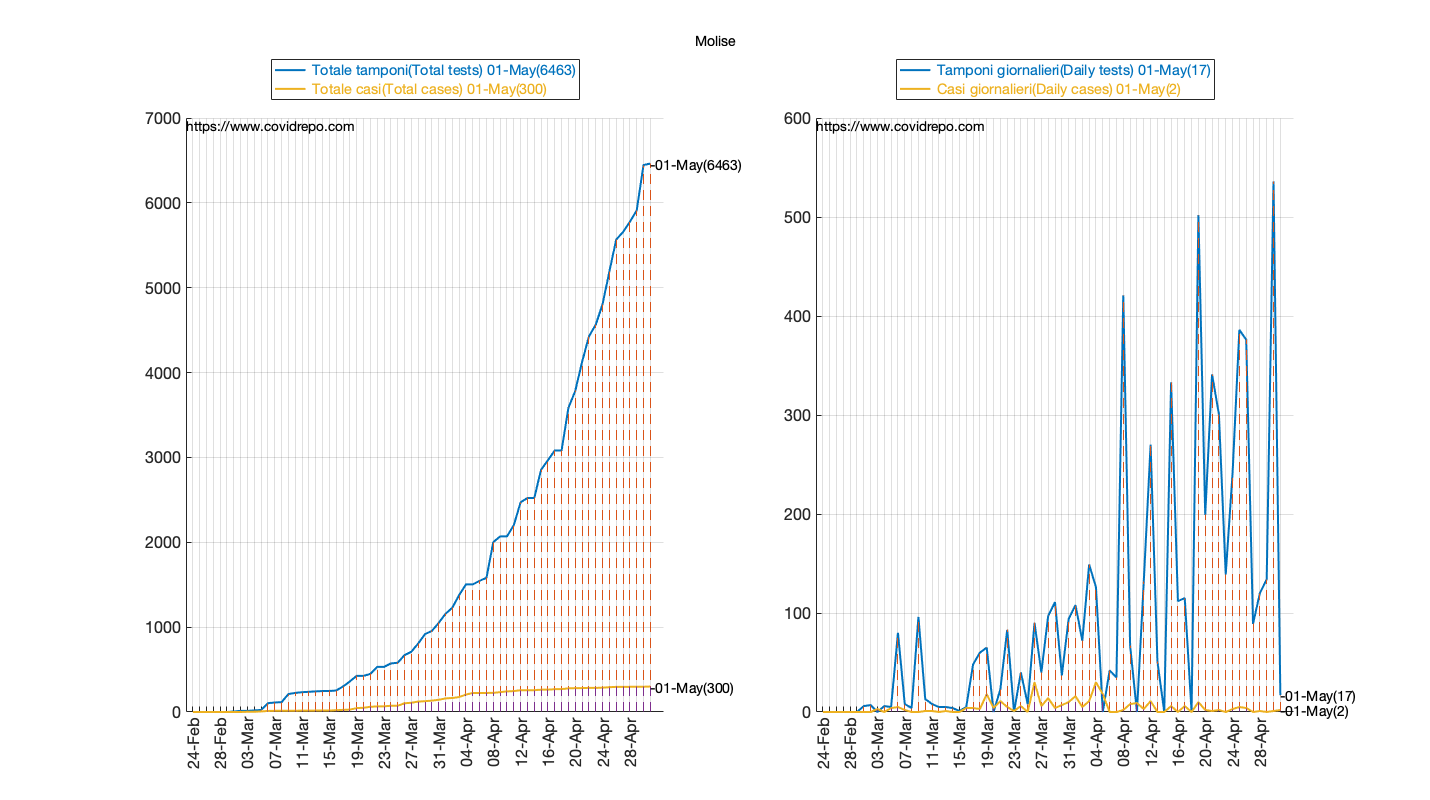 Molise
Totale tamponi(Total tests) 01-May(6463)
Totale casi(Total cases) 01-May(300)
https://www.covidrepo.com
7000
6000
5000
4000
3000
2000
1000
0
01-May(6463)
01-May(300)
24-Feb
28-Feb
03-Mar
07-Mar
11-Mar
15-Mar
19-Mar
23-Mar
27-Mar
31-Mar
04-Apr
08-Apr
12-Apr
16-Apr
20-Apr
24-Apr
28-Apr
Tamponi giornalieri(Daily tests) 01-May(17)
Casi giornalieri(Daily cases) 01-May(2)
https://www.covidrepo.com
600
500
400
300
200
100
0
01-May(17)
01-May(2)
24-Feb
28-Feb
03-Mar
07-Mar
11-Mar
15-Mar
19-Mar
23-Mar
27-Mar
31-Mar
04-Apr
08-Apr
12-Apr
16-Apr
20-Apr
24-Apr
28-Apr